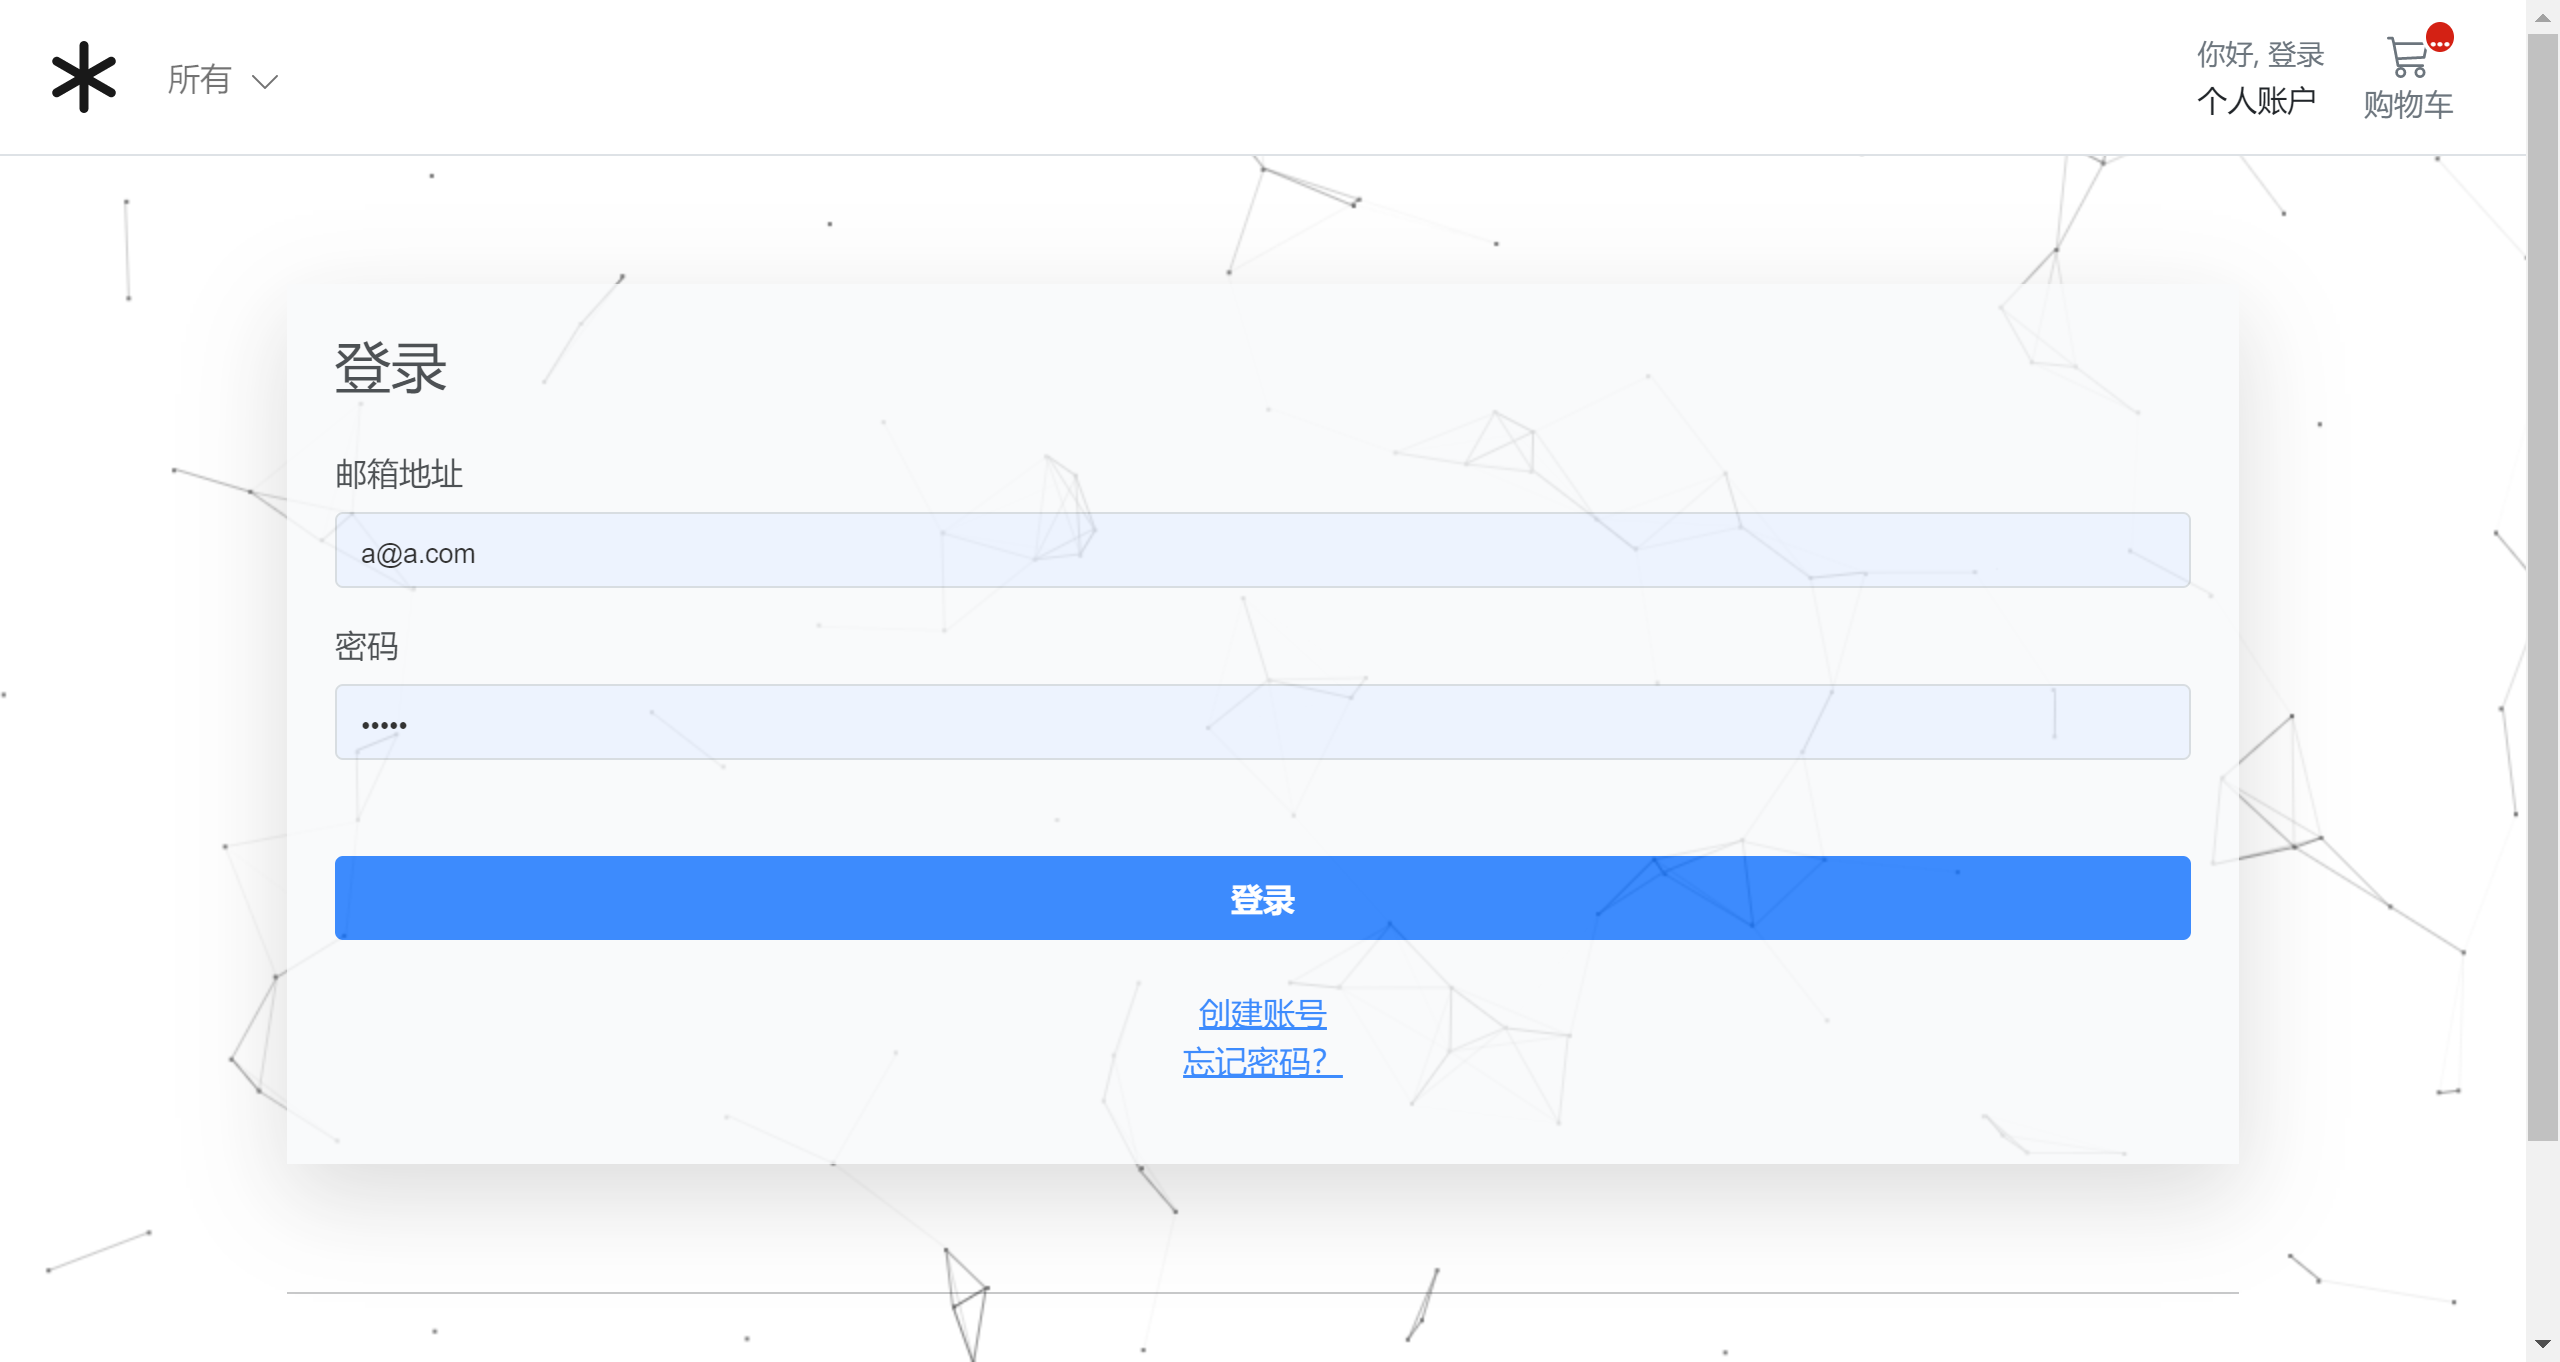 所有
你好, 登录
个人账户
购物车
登录
邮箱地址
a@a.com
密码
•••••
登录
创建账号
忘记密码？